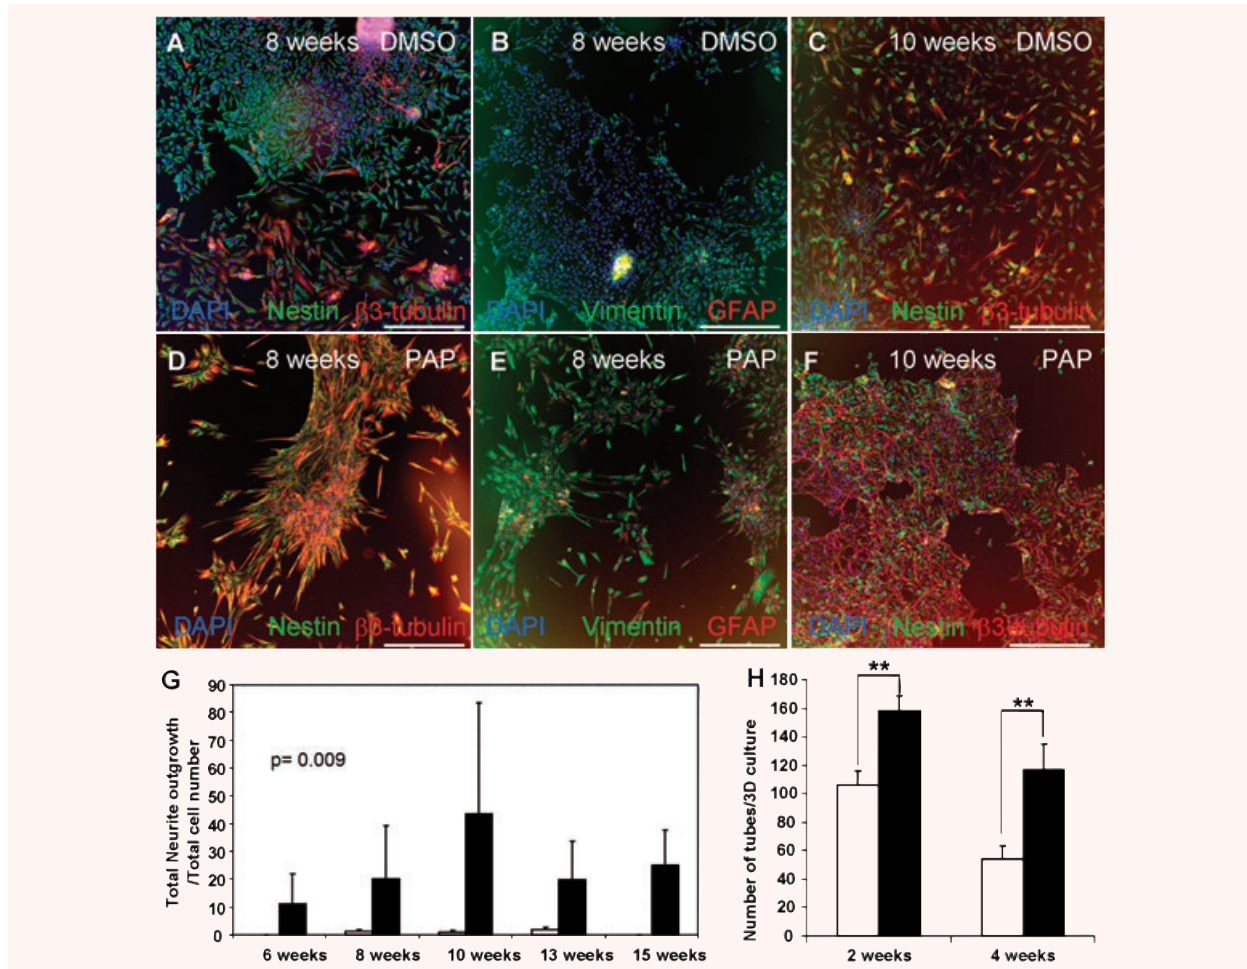 A 8 weeks DMSO
DAPI Nestin β3-tubulin
B 8 weeks DMSO
DAPI Vimentin GFAP
C 10 weeks DMSO
DAPI Nestin β3-tubulin
D 8 weeks PAP
DAPI Nestin β3-tubulin
E 8 weeks PAP
DAPI Vimentin GFAP
F 10 weeks PAP
DAPI Nestin β3-tubulin
G
Total Neurite outgrowth
/Total cell number
90
80
70
60
50
40
30
20
10
0
p= 0.009
6 weeks 8 weeks 10 weeks 13 weeks 15 weeks
H
Number of tubes/3D culture
180
160
140
120
100
80
60
40
20
0
**
**
2 weeks 4 weeks